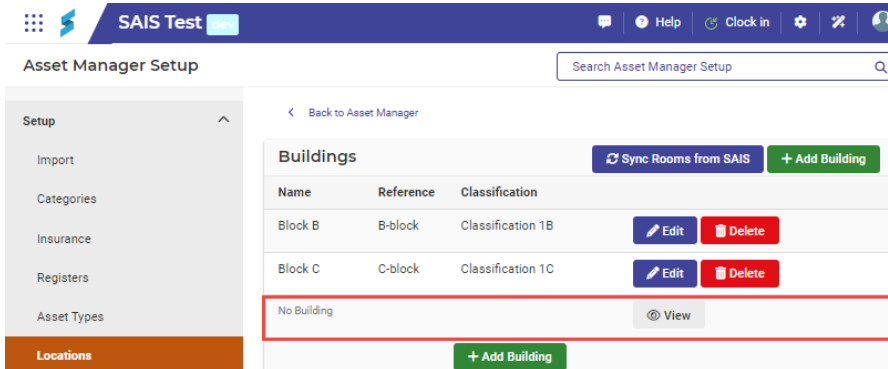 SAIS Test dev
Help
Clock in
Asset Manager Setup
Search Asset Manager Setup
Setup
Import
Categories
Insurance
Registers
Asset Types
Locations
Back to Asset Manager
Buildings
Sync Rooms from SAIS
+ Add Building
Name Reference Classification
Block B B-block Classification 1B Edit Delete
Block C C-block Classification 1C Edit Delete
No Building View
+ Add Building